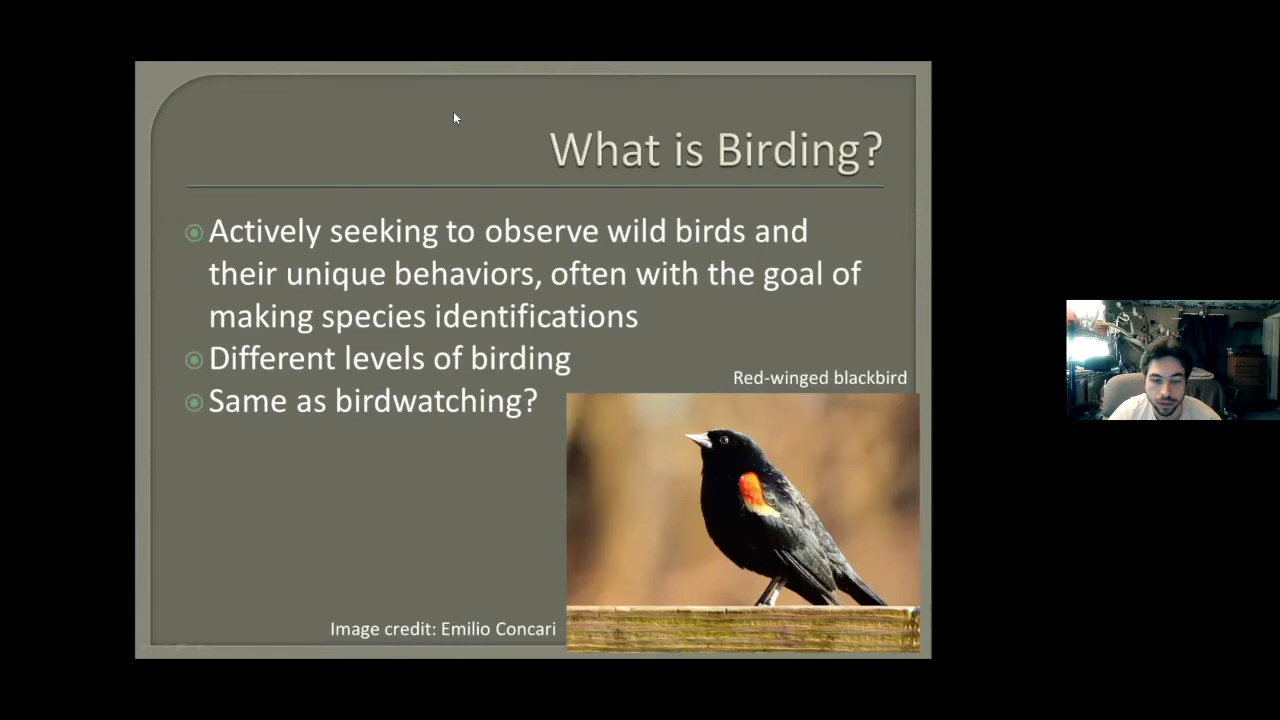 What is Birding?
Actively seeking to observe wild birds and
their unique behaviors, often with the goal of
making species identifications
Different levels of birding
Same as birdwatching?
Red-winged blackbird
Image credit: Emilio Concari